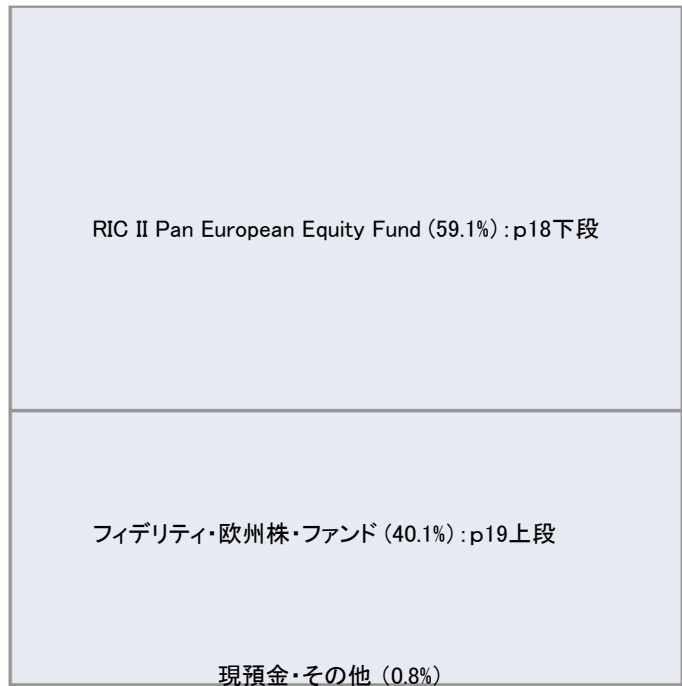 RIC II Pan European Equity Fund (59.1%) :p18下段
フィデリティ・欧州株・ファンド (40.1%) :p19上段
現預金・その他 (0.8%)